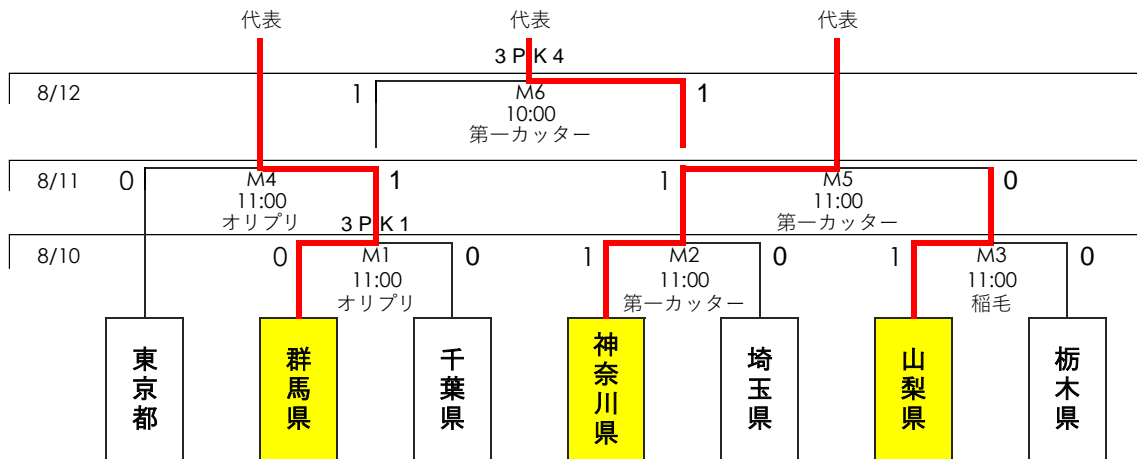 代表 代表 代表
3 P K 4
8/12 1 M6 1
10:00
第一カッター
8/11 0 M4 1 1 M5 0
11:00 11:00
オリプリ 第一カッター
3 P K 1
8/10 0 M1 0 1 M2 0 1 M3 0
11:00 11:00 11:00
オリプリ 第一カッター 稲毛
東京都 群馬県 千葉県 神奈川県 埼玉県 山梨県 栃木県